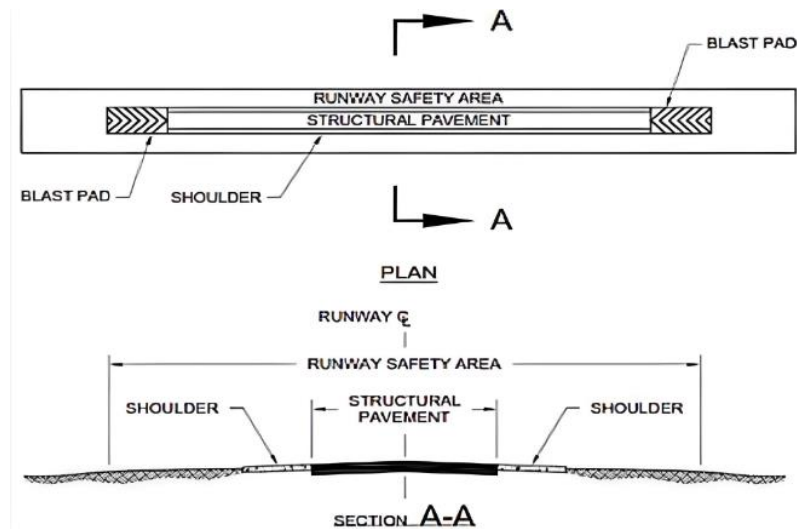 A
BLAST PAD
RUNWAY SAFETY AREA
STRUCTURAL PAVEMENT
BLAST PAD
SHOULDER
A
PLAN
RUNWAY ℄
RUNWAY SAFETY AREA
SHOULDER
STRUCTURAL
PAVEMENT
SHOULDER
SECTION A-A